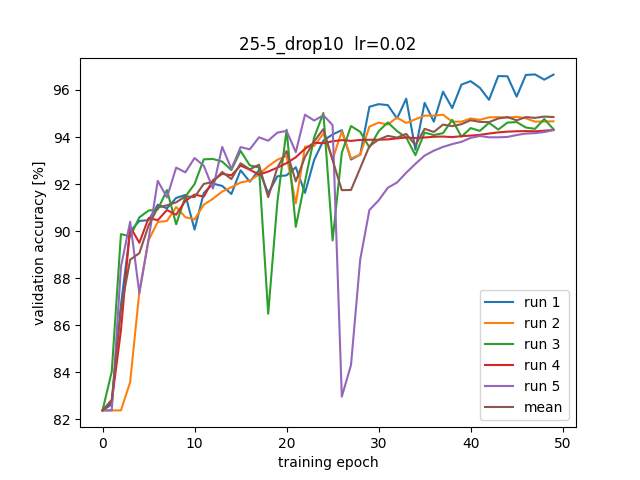 25-5_drop10  lr=0.02
validation accuracy [%]
96
94
92
90
88
86
84
82
0
10
20
30
40
50
training epoch
run 1
run 2
run 3
run 4
run 5
mean